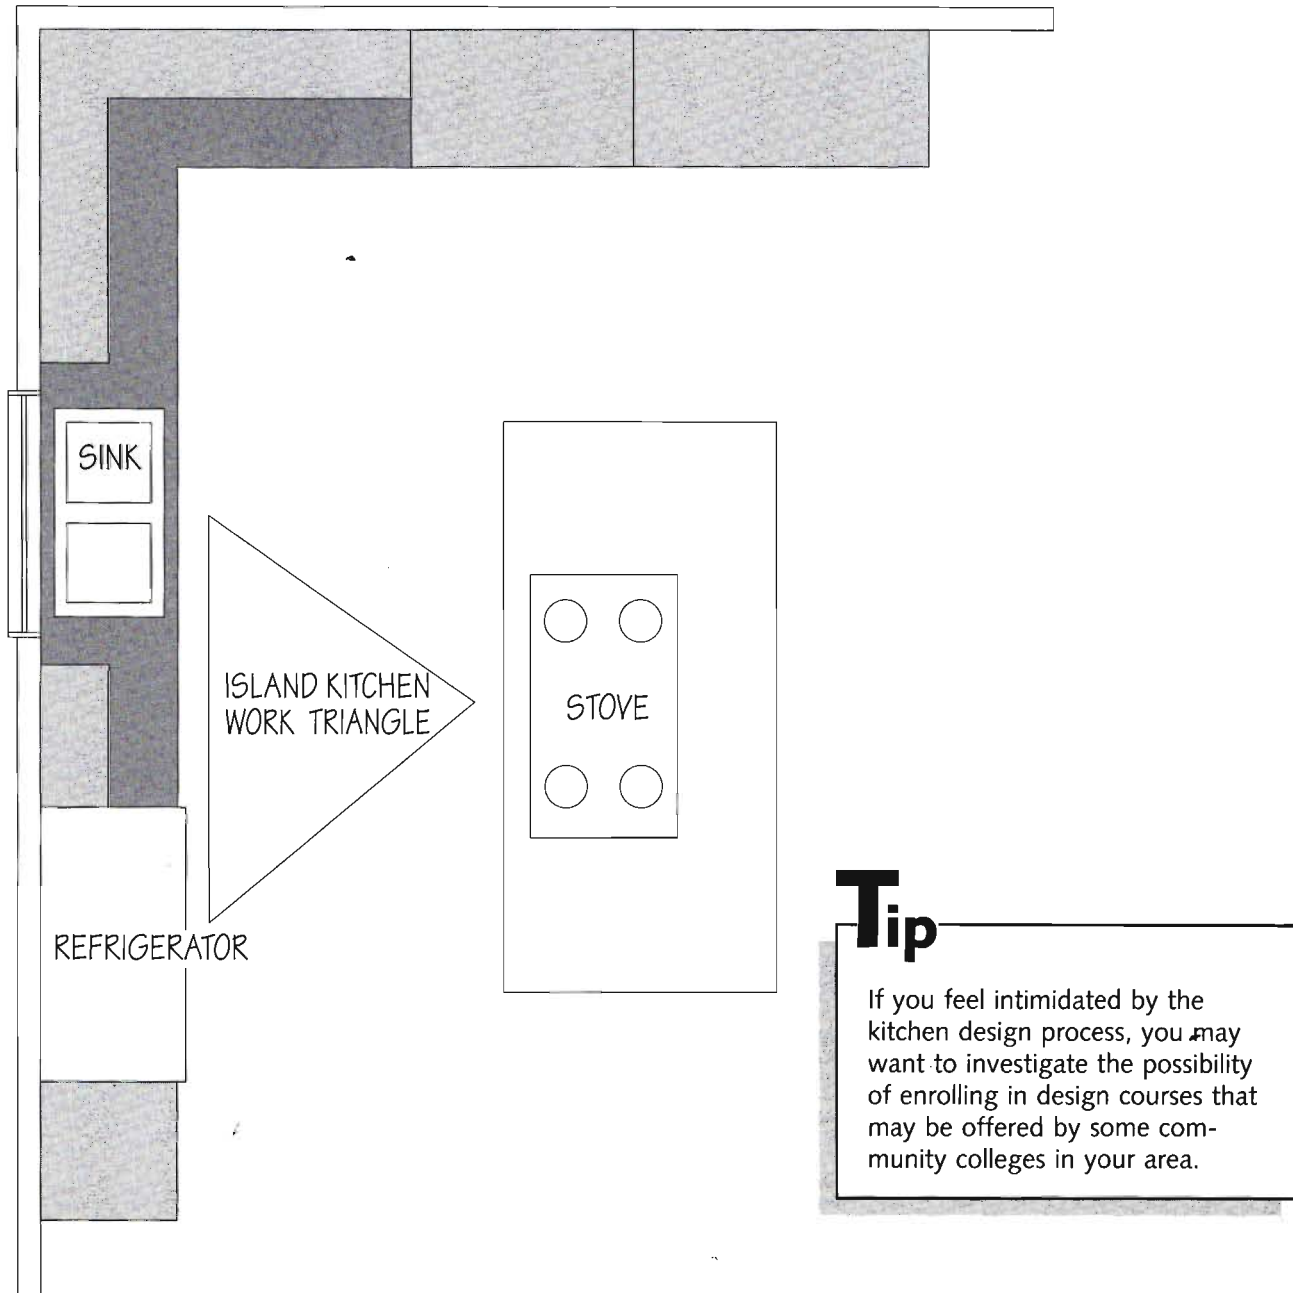 SINK
ISLAND KITCHEN
WORK TRIANGLE
STOVE
REFRIGERATOR
Tip
If you feel intimidated by the
kitchen design process, you may
want to investigate the possibility
of enrolling in design courses that
may be offered by some com-
munity colleges in your area.